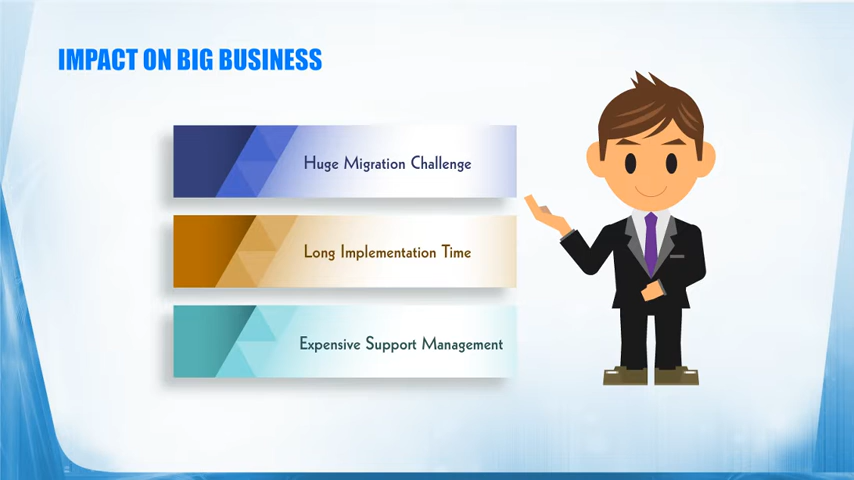 IMPACT ON BIG BUSINESS
Huge Migration Challenge
Long Implementation Time
Expensive Support Management